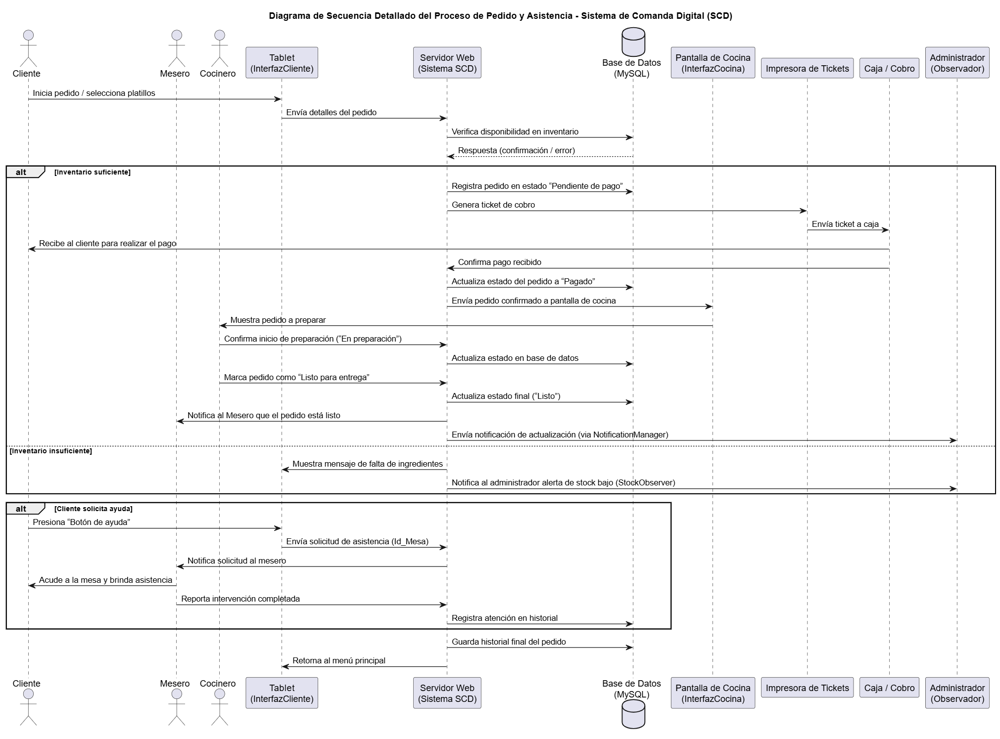 Diagrama de Secuencia Detallado del Proceso de Pedido y Asistencia - Sistema de Comanda Digital (SCD)
Cliente
Mesero
Cocinero
Tablet
(InterfazCliente)
Servidor Web
(Sistema SCD)
Base de Datos
(MySQL)
Pantalla de Cocina
(InterfazCocina)
Impresora de Tickets
Caja / Cobro
Administrador
(Observador)
Inicia pedido / selecciona platillos
Envía detalles del pedido
Verifica disponibilidad en inventario
Respuesta (confirmación / error)
alt [Inventario suficiente]
Registra pedido en estado “Pendiente de pago”
Genera ticket de cobro
Envía ticket a caja
Recibe al cliente para realizar el pago
Confirma pago recibido
Actualiza estado del pedido a “Pagado”
Envía pedido confirmado a pantalla de cocina
Muestra pedido a preparar
Confirma inicio de preparación (“En preparación”)
Actualiza estado en base de datos
Marca pedido como “Listo para entrega”
Actualiza estado final (“Listo”)
Notifica al Mesero que el pedido está listo
Envía notificación de actualización (via NotificationManager)
[Inventario insuficiente]
Muestra mensaje de falta de ingredientes
Notifica al administrador alerta de stock bajo (StockObserver)
alt [Cliente solicita ayuda]
Presiona “Botón de ayuda”
Envía solicitud de asistencia (Id_Mesa)
Notifica solicitud al mesero
Acude a la mesa y brinda asistencia
Reporta intervención completada
Registra atención en historial
Guarda historial final del pedido
Retorna al menú principal
Cliente
Mesero
Cocinero
Tablet
(InterfazCliente)
Servidor Web
(Sistema SCD)
Base de Datos
(MySQL)
Pantalla de Cocina
(InterfazCocina)
Impresora de Tickets
Caja / Cobro
Administrador
(Observador)